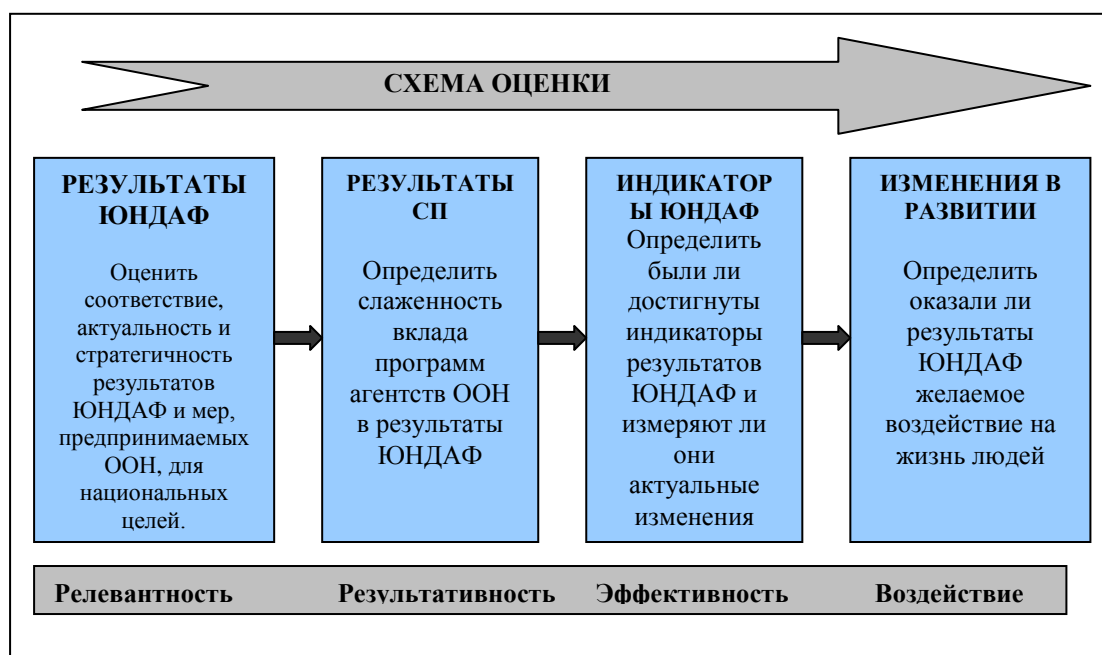 СХЕМА ОЦЕНКИ
РЕЗУЛЬТАТЫ
ЮНДАФ
Оценить
соответствие,
актуальность и
стратегичность
результатов
ЮНДАФ и мер,
предпринимаемых
ООН, для
национальных
целей.
РЕЗУЛЬТАТЫ
СП
Определить
слаженность
вклада
программ
агентств ООН
в результаты
ЮНДАФ
ИНДИКАТОР
Ы ЮНДАФ
Определить
были ли
достигнуты
индикаторы
результатов
ЮНДАФ и
измеряют ли
они
актуальные
изменения
ИЗМЕНЕНИЯ В
РАЗВИТИИ
Определить
оказали ли
результаты
ЮНДАФ
желаемое
воздействие на
жизнь людей
Релевантность Результативность Эффективность Воздействие